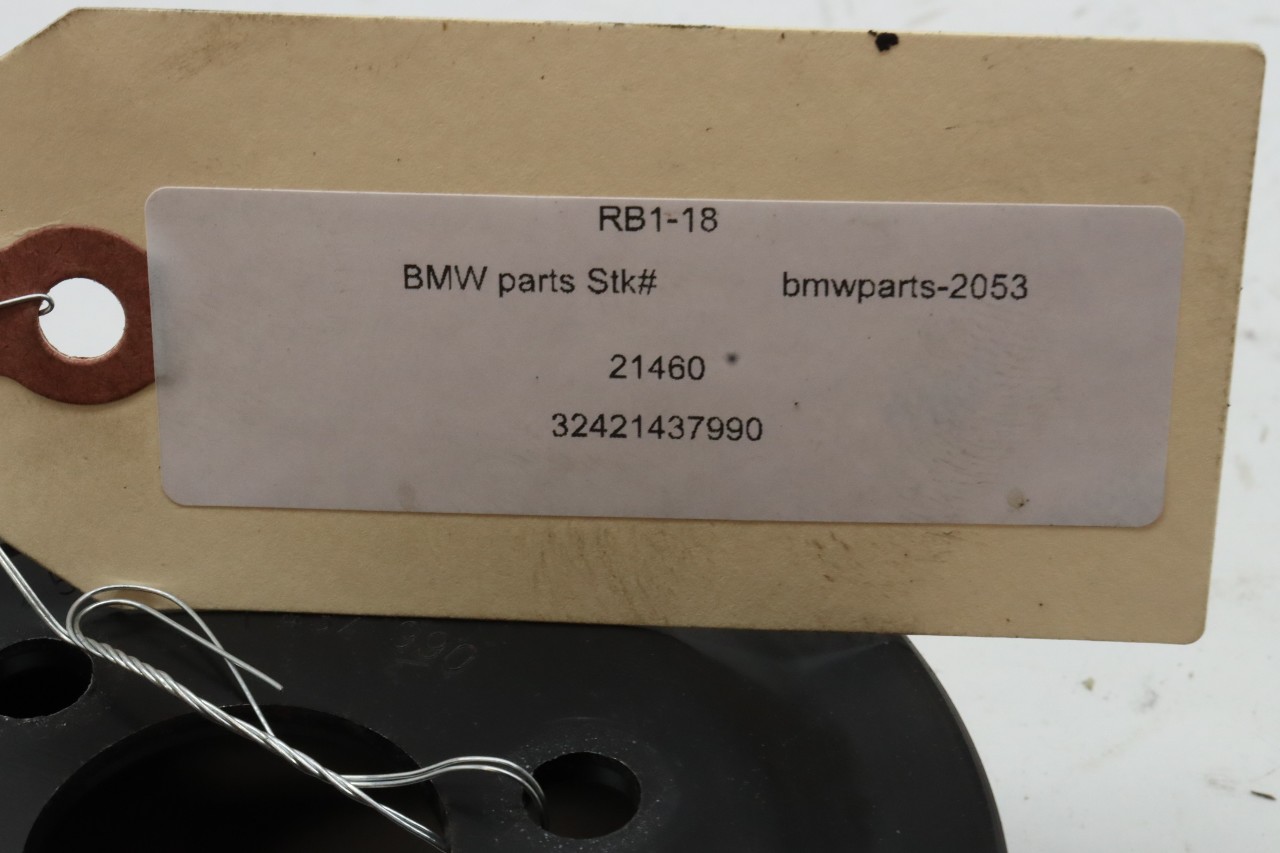 RB1-18
BMW parts Stk# bmwparts-2053
21460
32421437990